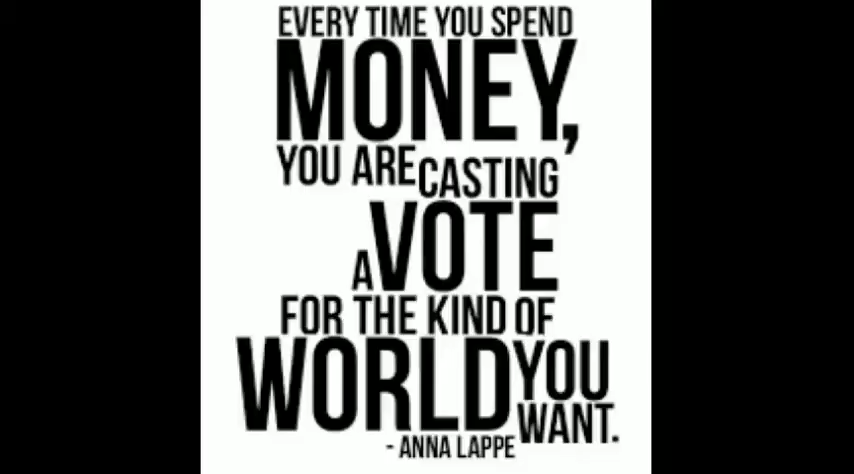 EVERY TIME YOU SPEND
MONEY,
YOU ARE CASTING
A VOTE
FOR THE KIND OF
WORLD YOU
WANT.
- ANNA LAPPE